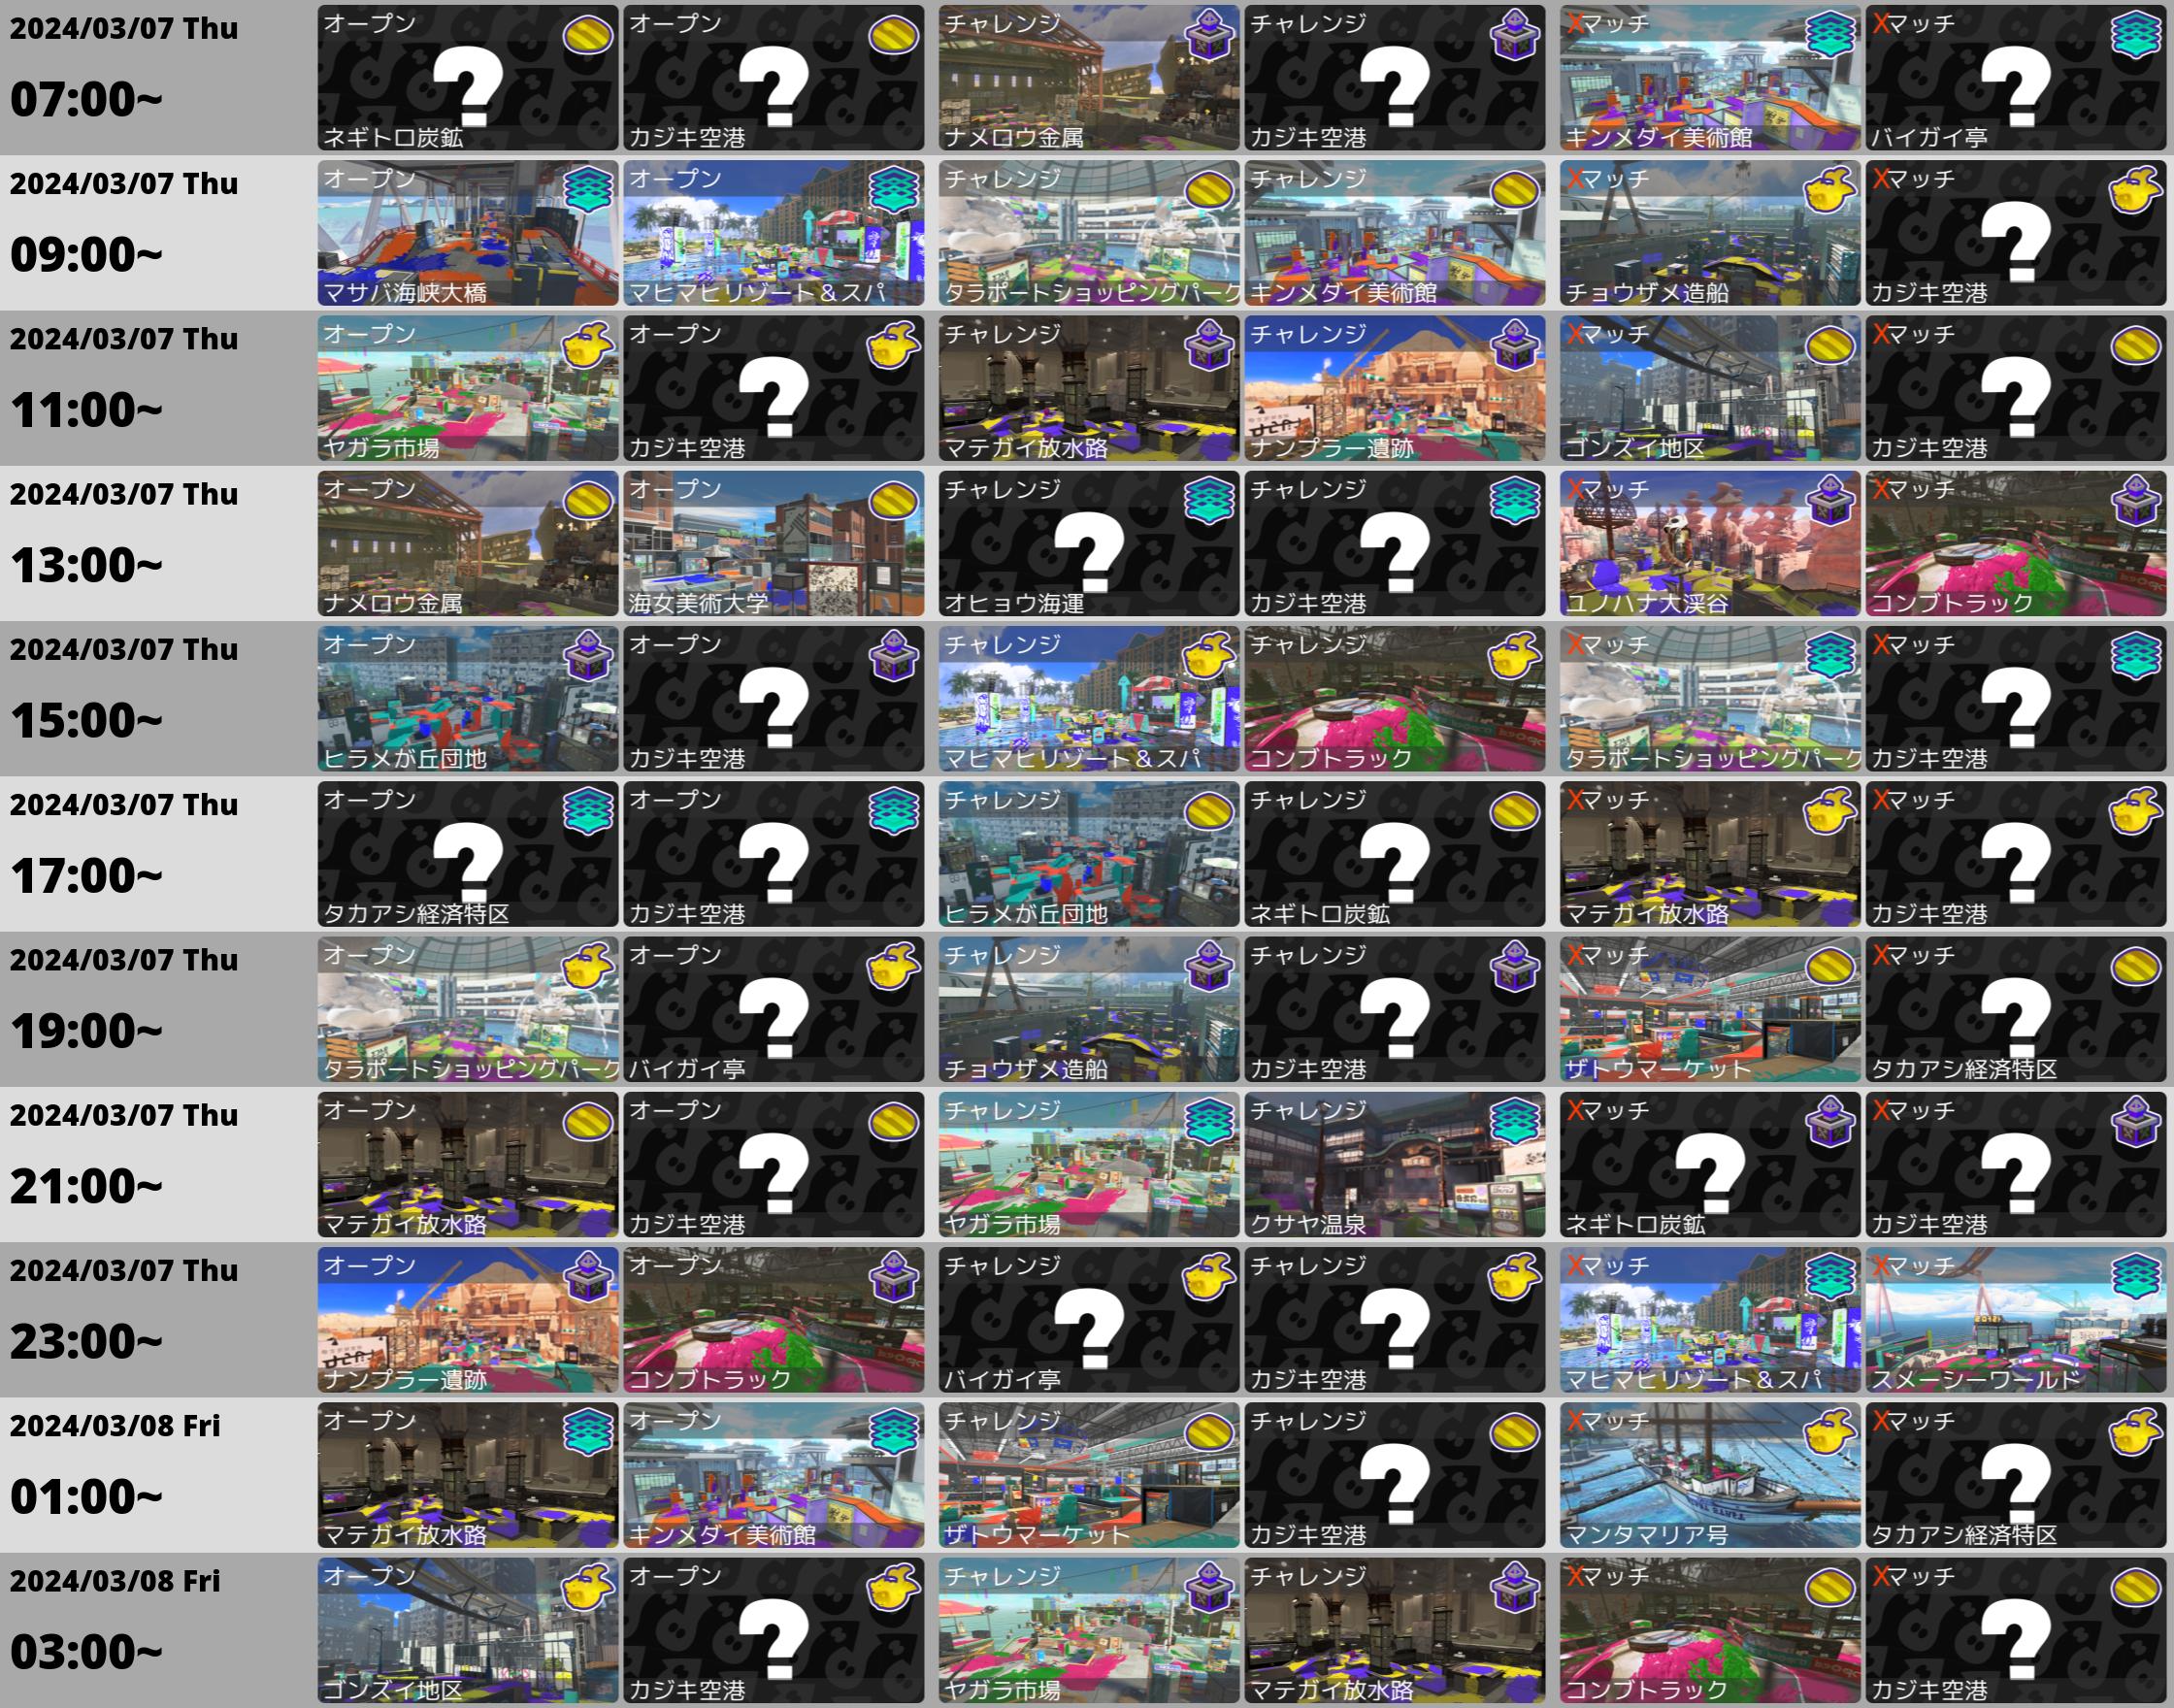 2024/03/07 Thu
07:00~
オープン
ネギトロ炭鉱
オープン
カジキ空港
チャレンジ
ナメロウ金属
チャレンジ
カジキ空港
Xマッチ
キンメダイ美術館
Xマッチ
バイガイ亭
2024/03/07 Thu
09:00~
オープン
マサバ海峡大橋
オープン
マヒマヒリゾート＆スパ
チャレンジ
タラポートショッピングパーク
チャレンジ
キンメダイ美術館
Xマッチ
チョウザメ造船
Xマッチ
カジキ空港
2024/03/07 Thu
11:00~
オープン
ヤガラ市場
オープン
カジキ空港
チャレンジ
マテガイ放水路
チャレンジ
ナンプラー遺跡
Xマッチ
ゴンズイ地区
Xマッチ
カジキ空港
2024/03/07 Thu
13:00~
オープン
ナメロウ金属
オープン
海女美術大学
チャレンジ
オヒョウ海運
チャレンジ
カジキ空港
Xマッチ
ユノハナ大渓谷
Xマッチ
コンブトラック
2024/03/07 Thu
15:00~
オープン
ヒラメが丘団地
オープン
カジキ空港
チャレンジ
マヒマヒリゾート＆スパ
チャレンジ
コンブトラック
Xマッチ
タラポートショッピングパーク
Xマッチ
カジキ空港
2024/03/07 Thu
17:00~
オープン
タカアシ経済特区
オープン
カジキ空港
チャレンジ
ヒラメが丘団地
チャレンジ
ネギトロ炭鉱
Xマッチ
マテガイ放水路
Xマッチ
カジキ空港
2024/03/07 Thu
19:00~
オープン
タラポートショッピングパーク
オープン
バイガイ亭
チャレンジ
チョウザメ造船
チャレンジ
カジキ空港
Xマッチ
ザトウマーケット
Xマッチ
タカアシ経済特区
2024/03/07 Thu
21:00~
オープン
マテガイ放水路
オープン
カジキ空港
チャレンジ
ヤガラ市場
チャレンジ
クサヤ温泉
Xマッチ
ネギトロ炭鉱
Xマッチ
カジキ空港
2024/03/07 Thu
23:00~
オープン
ナンプラー遺跡
オープン
コンブトラック
チャレンジ
バイガイ亭
チャレンジ
カジキ空港
Xマッチ
マヒマヒリゾート＆スパ
Xマッチ
スメーシーワールド
2024/03/08 Fri
01:00~
オープン
マテガイ放水路
オープン
キンメダイ美術館
チャレンジ
ザトウマーケット
チャレンジ
カジキ空港
Xマッチ
マンタマリア号
Xマッチ
タカアシ経済特区
2024/03/08 Fri
03:00~
オープン
ゴンズイ地区
オープン
カジキ空港
チャレンジ
ヤガラ市場
チャレンジ
マテガイ放水路
Xマッチ
コンブトラック
Xマッチ
カジキ空港